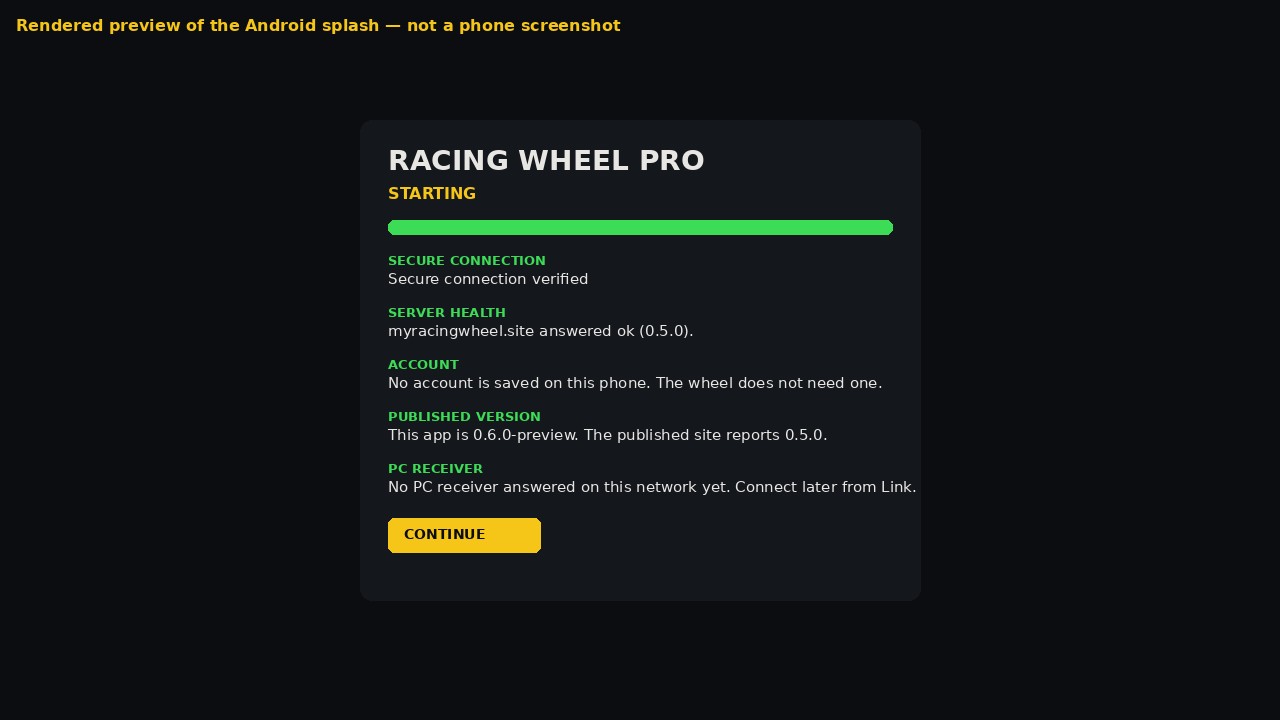 Rendered preview of the Android splash — not a phone screenshot
RACING WHEEL PRO
STARTING
SECURE CONNECTION
Secure connection verified
SERVER HEALTH
myracingwheel.site answered ok (0.5.0).
ACCOUNT
No account is saved on this phone. The wheel does not need one.
PUBLISHED VERSION
This app is 0.6.0-preview. The published site reports 0.5.0.
PC RECEIVER
No PC receiver answered on this network yet. Connect later from Link.
CONTINUE